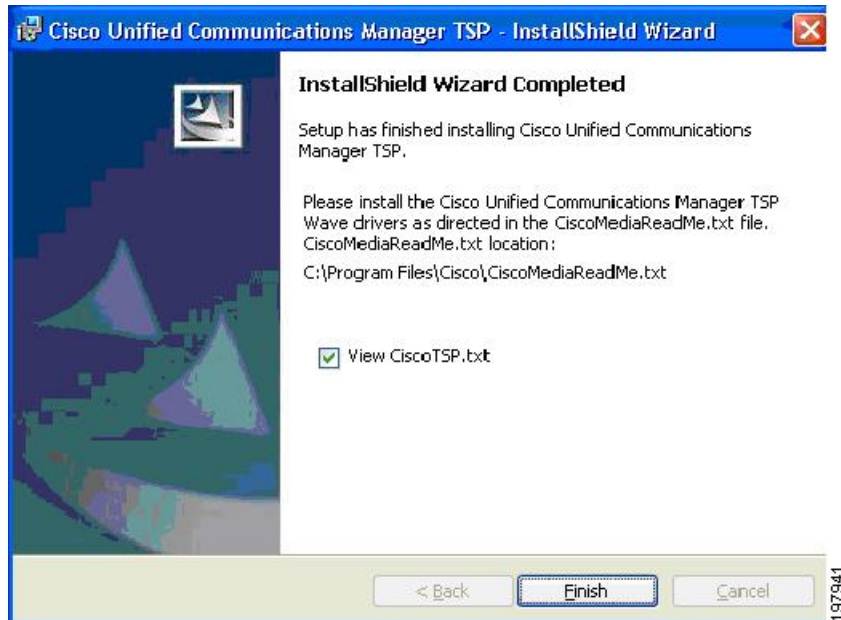 Cisco Unified Communications Manager TSP - InstallShield Wizard
InstallShield Wizard Completed
Setup has finished installing Cisco Unified Communications
Manager TSP.
Please install the Cisco Unified Communications Manager TSP
Wave drivers as directed in the CiscoMediaReadMe.txt file.
CiscoMediaReadMe.txt location:
C:\Program Files\Cisco\CiscoMediaReadMe.txt
View CiscoTSP.txt
< Back
Finish
Cancel
197941